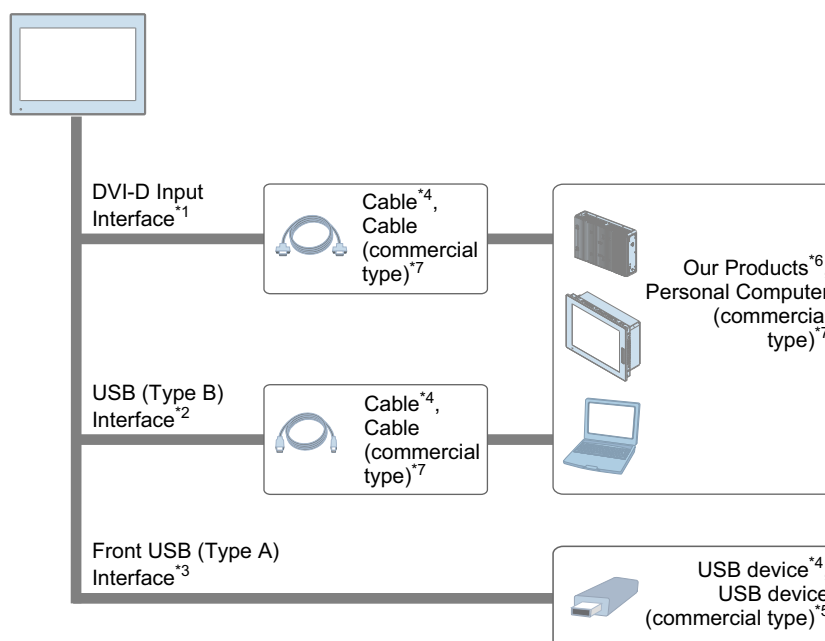 DVI-D Input
Interface*1
Cable*4,
Cable
(commercial
type)*7
Our Products*6
Personal Computer
(commercial
type)*7
USB (Type B)
Interface*2
Cable*4,
Cable
(commercial
type)*7
Front USB (Type A)
Interface*3
USB device*4
USB device
(commercial type)*5